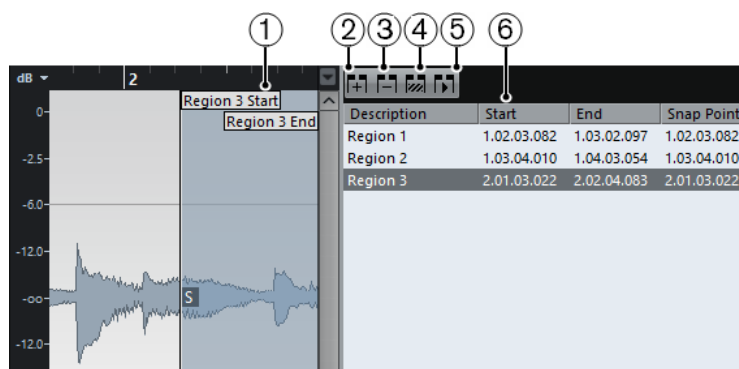 ① ② ③ ④ ⑤ ⑥
dB 2
Region 3 Start
Region 3 End
0
-2.5
-6.0
-12.0
-oo
-12.0
S
Description Start End Snap Point
Region 1 1.02.03.082 1.03.02.097 1.02.03.082
Region 2 1.03.04.010 1.04.03.054 1.03.04.010
Region 3 2.01.03.022 2.02.04.083 2.01.03.022